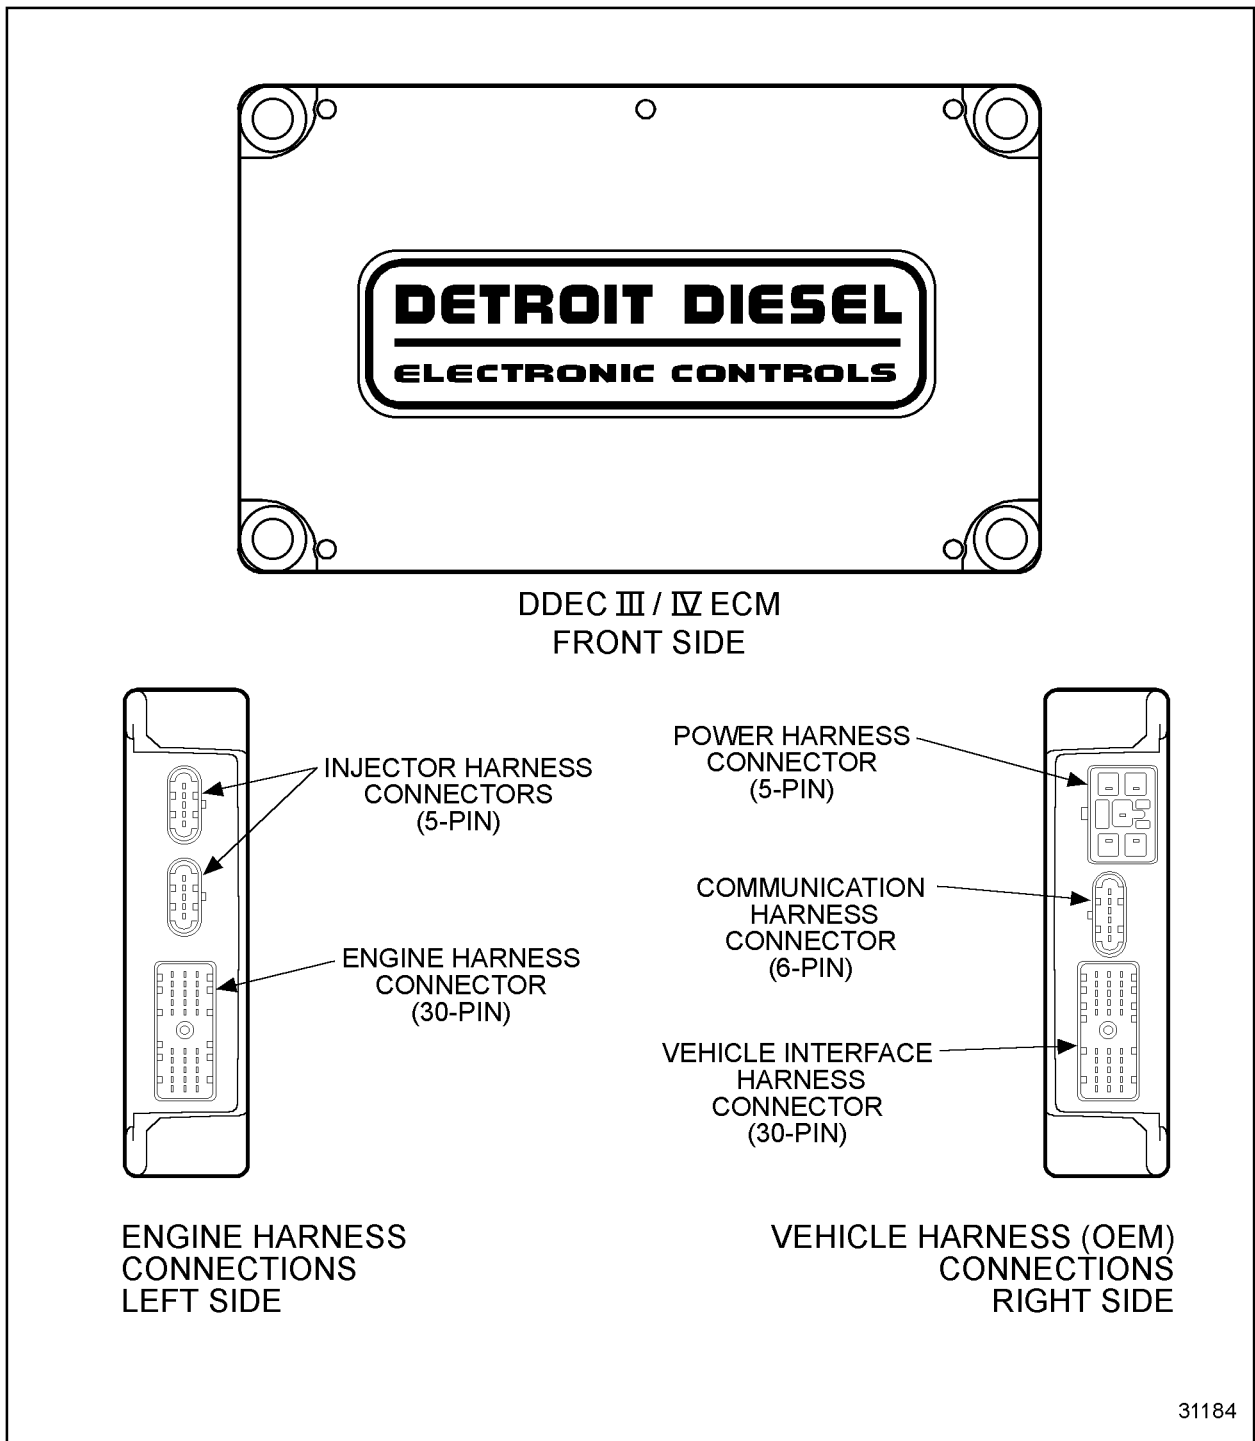 DETROIT DIESEL
ELECTRONIC CONTROLS
DDEC III / IV ECM
FRONT SIDE
INJECTOR HARNESS
CONNECTORS
(5-PIN)
ENGINE HARNESS
CONNECTOR
(30-PIN)
POWER HARNESS
CONNECTOR
(5-PIN)
COMMUNICATION
HARNESS
CONNECTOR
(6-PIN)
VEHICLE INTERFACE
HARNESS
CONNECTOR
(30-PIN)
ENGINE HARNESS
CONNECTIONS
LEFT SIDE
VEHICLE HARNESS (OEM)
CONNECTIONS
RIGHT SIDE
31184